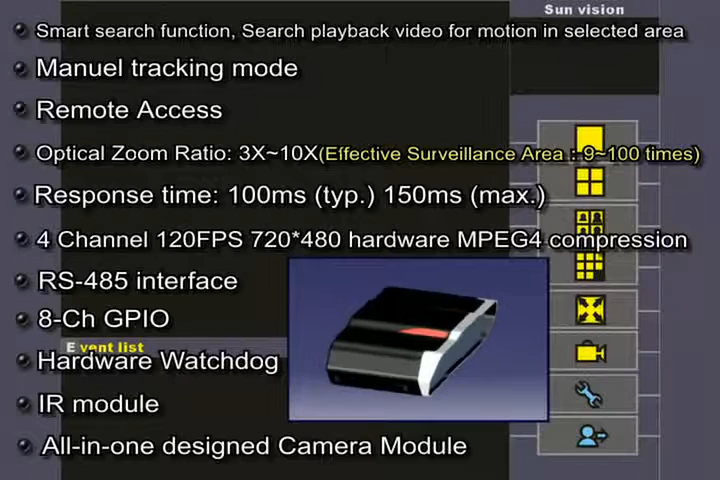 Sun vision
Smart search function, Search playback video for motion in selected area
Manuel tracking mode
Remote Access
Optical Zoom Ratio: 3X~10X(Effective Surveillance Area : 9~100 times)
Response time: 100ms (typ.) 150ms (max.)
4 Channel 120FPS 720*480 hardware MPEG4 compression
RS-485 interface
8-Ch GPIO
Event list
Hardware Watchdog
IR module
All-in-one designed Camera Module